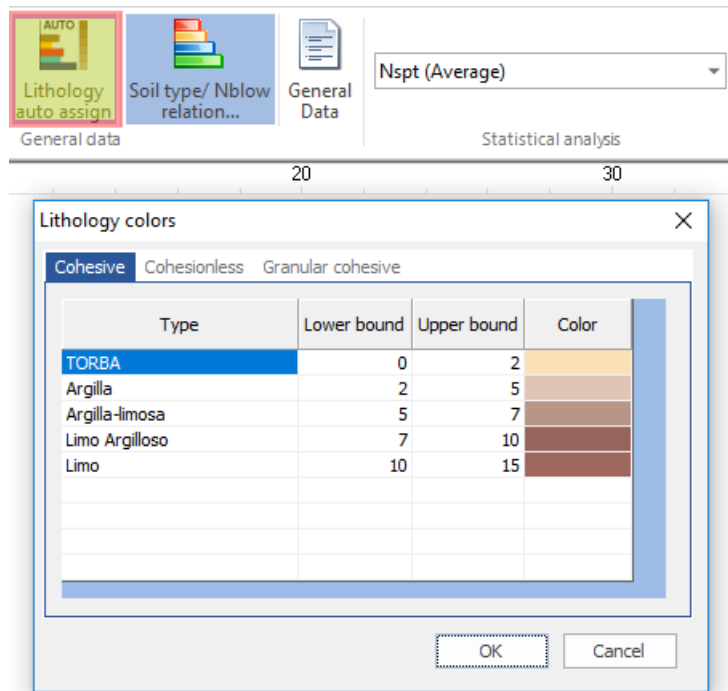 AUTO
Lithology
auto assign
Soil type/ Nblow
relation...
General
Data
Nspt (Average)
General data
Statistical analysis
20 30
Lithology colors
Cohesive Cohesionless Granular cohesive
Type Lower bound Upper bound Color
TORBA 0 2
Argilla 2 5
Argilla-limosa 5 7
Limo Argilloso 7 10
Limo 10 15
OK Cancel